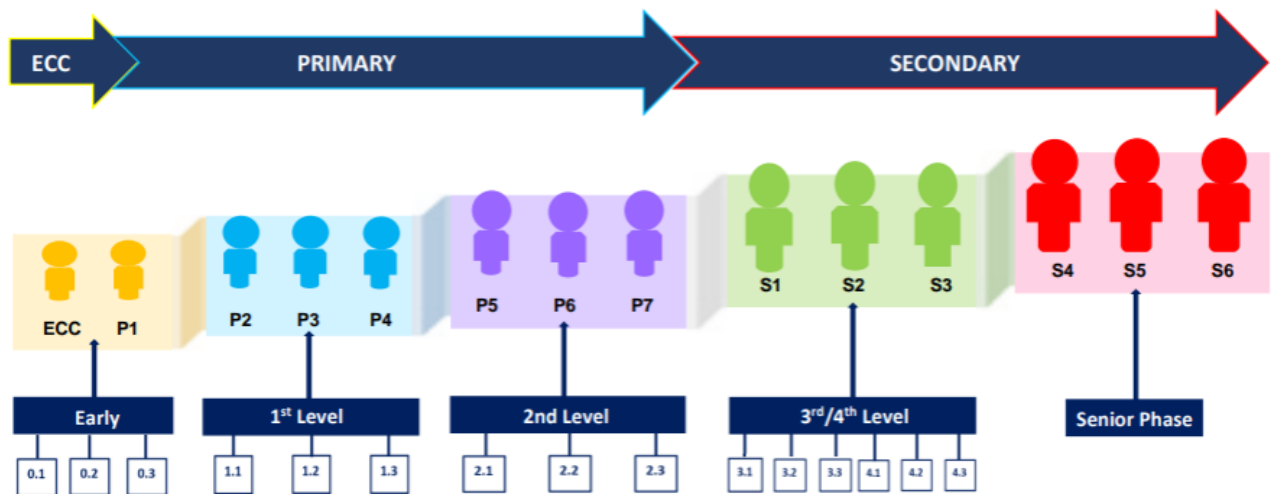 ECC PRIMARY SECONDARY
ECC P1 P2 P3 P4 P5 P6 P7 S1 S2 S3 S4 S5 S6
Early 1st Level 2nd Level 3rd/4th Level Senior Phase
0.1 0.2 0.3 1.1 1.2 1.3 2.1 2.2 2.3 3.1 3.2 3.3 4.1 4.2 4.3